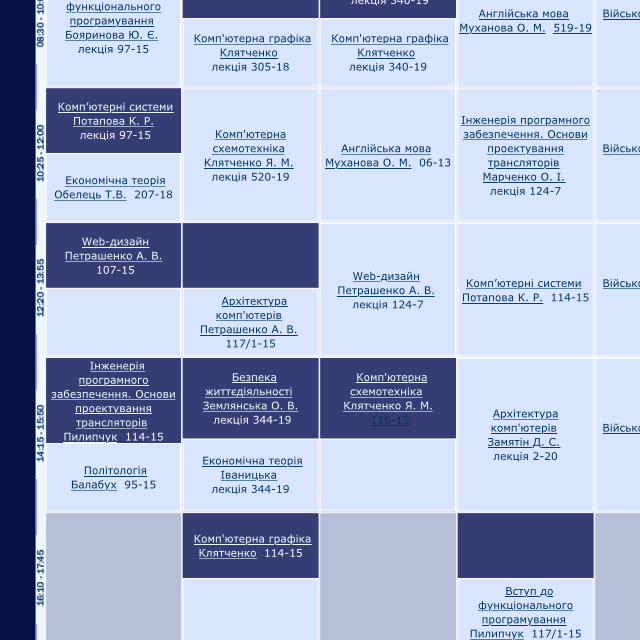 08:30 - 10:
функціонального
програмування
Бояринова Ю. Є.
лекція 97-15
Комп'ютерна графіка
Клятченко
лекція 305-18
лекція 340-19
Комп'ютерна графіка
Клятченко
лекція 340-19
Англійська мова
Муханова О. М. 519-19
Війсь
10:25 - 12:00
Комп'ютерні системи
Потапова К. Р.
лекція 97-15
Економічна теорія
Обелець Т.В. 207-18
Комп'ютерна
схемотехніка
Клятченко Я. М.
лекція 520-19
Англійська мова
Муханова О. М. 06-13
Інженерія програмного
забезпечення. Основи
проектування
трансляторів
Марченко О. І.
лекція 124-7
Війсь
12:20 - 13:55
Web-дизайн
Петрашенко А. В.
107-15
Архітектура
комп'ютерів
Петрашенко А. В.
117/1-15
Web-дизайн
Петрашенко А. В.
лекція 124-7
Комп'ютерні системи
Потапова К. Р. 114-15
Війсь
14:15 - 15:50
Інженерія
програмного
забезпечення. Основи
проектування
трансляторів
Пилипчук 114-15
Політологія
Балабух 95-15
Безпека
життєдіяльності
Землянська О. В.
лекція 344-19
Економічна теорія
Іваницька
лекція 344-19
Комп'ютерна
схемотехніка
Клятченко Я. М.
116-15
Архітектура
комп'ютерів
Замятін Д. С.
лекція 2-20
Війсь
16:10 - 17:45
Комп'ютерна графіка
Клятченко 114-15
Вступ до
функціонального
програмування
Пилипчук 117/1-15